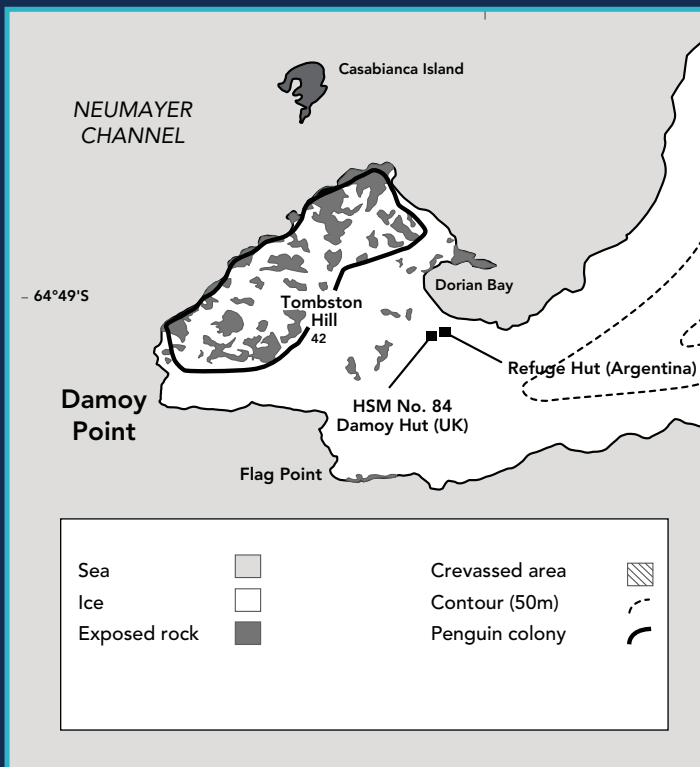 Casabianca Island
NEUMAYER
CHANNEL
64°49'S
Dorian Bay
Tombston
Hill
42
Refuge Hut (Argentina)
Damoy
Point
HSM No. 84
Damoy Hut (UK)
Flag Point
Sea
Ice
Exposed rock
Crevassed area
Contour (50m)
Penguin colony